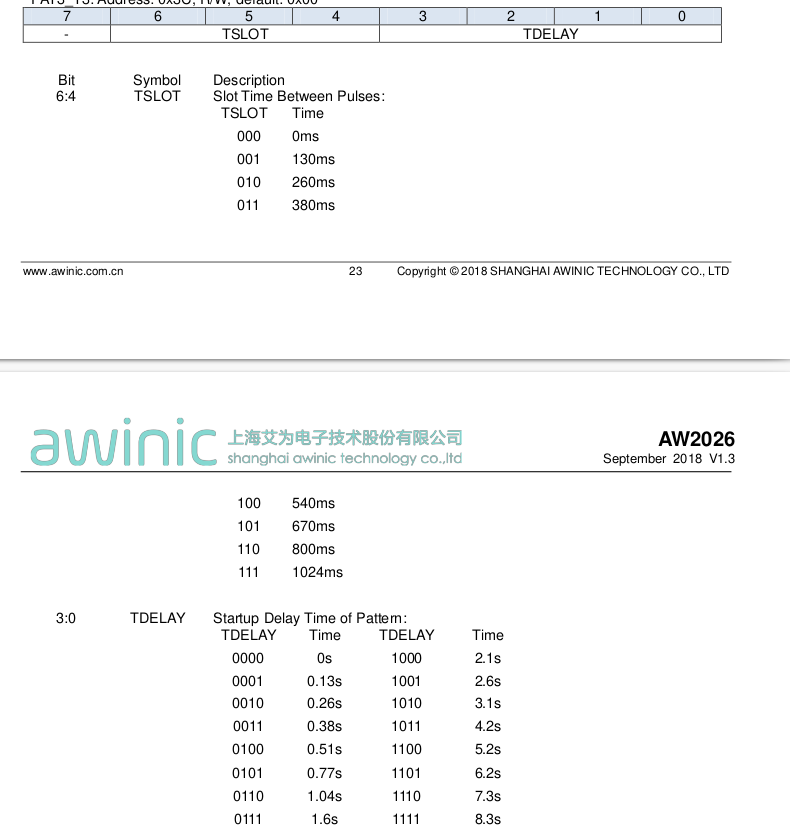 PAT3_T3: Address: 0x3C, R/W, default: 0x00
7 6 5 4 3 2 1 0
- TSLOT TDELAY
Bit Symbol Description
6:4 TSLOT Slot Time Between Pulses:
TSLOT Time
000 0ms
001 130ms
010 260ms
011 380ms
www.awinic.com.cn 23 Copyright © 2018 SHANGHAI AWINIC TECHNOLOGY CO., LTD
awinic 上海艾为电子技术股份有限公司
shanghai awinic technology co.,ltd
AW2026
September 2018 V1.3
100 540ms
101 670ms
110 800ms
111 1024ms
3:0 TDELAY Startup Delay Time of Pattern:
TDELAY Time TDELAY Time
0000 0s 1000 2.1s
0001 0.13s 1001 2.6s
0010 0.26s 1010 3.1s
0011 0.38s 1011 4.2s
0100 0.51s 1100 5.2s
0101 0.77s 1101 6.2s
0110 1.04s 1110 7.3s
0111 1.6s 1111 8.3s